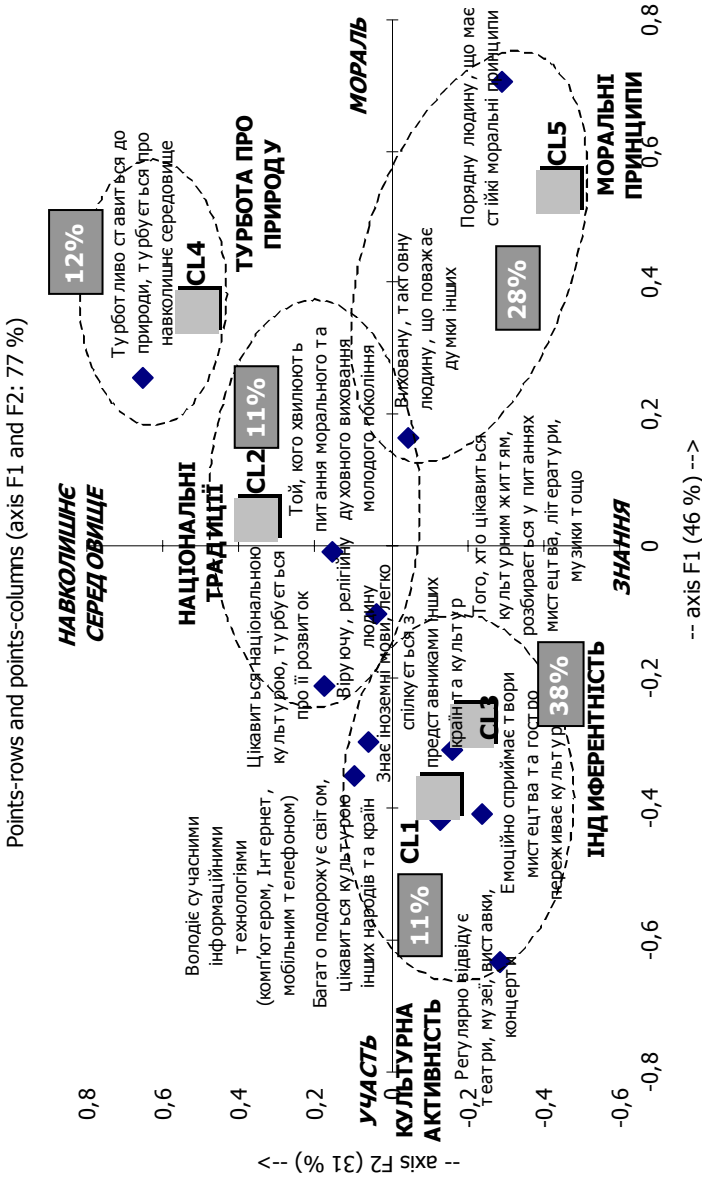 Points-rows and points-columns (axis F1 and F2: 77 %)
НАВКОЛИШНЄ
СЕРЕДОВИЩЕ
12%
Турботливо ставиться до
природи, турбується про
навколишнє середовище
CL4
ТУРБОТА ПРО
ПРИРОДУ
НАЦІОНАЛЬНІ
ТРАДИЦІЇ
CL2
11%
Той, кого хвилюють
питання морального та
духовного виховання
молодого покоління
Цікавиться національною
культурою, турбується
про її розвиток
Віруючу, релігійну
людину
Володіє сучасними
інформаційними
технологіями
(комп'ютером, Інтернет,
мобільним телефоном)
Багато подорожує світом,
цікавиться культурою
інших народів та країн
Знає іноземні мови, легко
спілкується з
представниками інших
країн та культур
УЧАСТЬ
МОРАЛЬ
КУЛЬТУРНА
АКТИВНІСТЬ
11%
CL1
CL3
Регулярно відвідує
театри, музеї, виставки,
концерти
Емоційно сприймає твори
мистецтва та гостро
переживає культур
38%
ІНДИФЕРЕНТНІСТЬ
Того, хто цікавиться
культурним життям,
розбирається у питаннях
мистецтва, літератури,
музики тощо
ЗНАННЯ
Виховану, тактовну
людину, що поважає
думки інших
28%
Порядну людину, що має
стійкі моральні принципи
CL5
МОРАЛЬНІ
ПРИНЦИПИ
0,8
0,6
0,4
0,2
0
-0,2
-0,4
-0,6
-0,8
-0,6
-0,4
-0,2
0
0,2
0,4
0,6
0,8
-- axis F1 (46 %) -->
-- axis F2 (31 %) -->